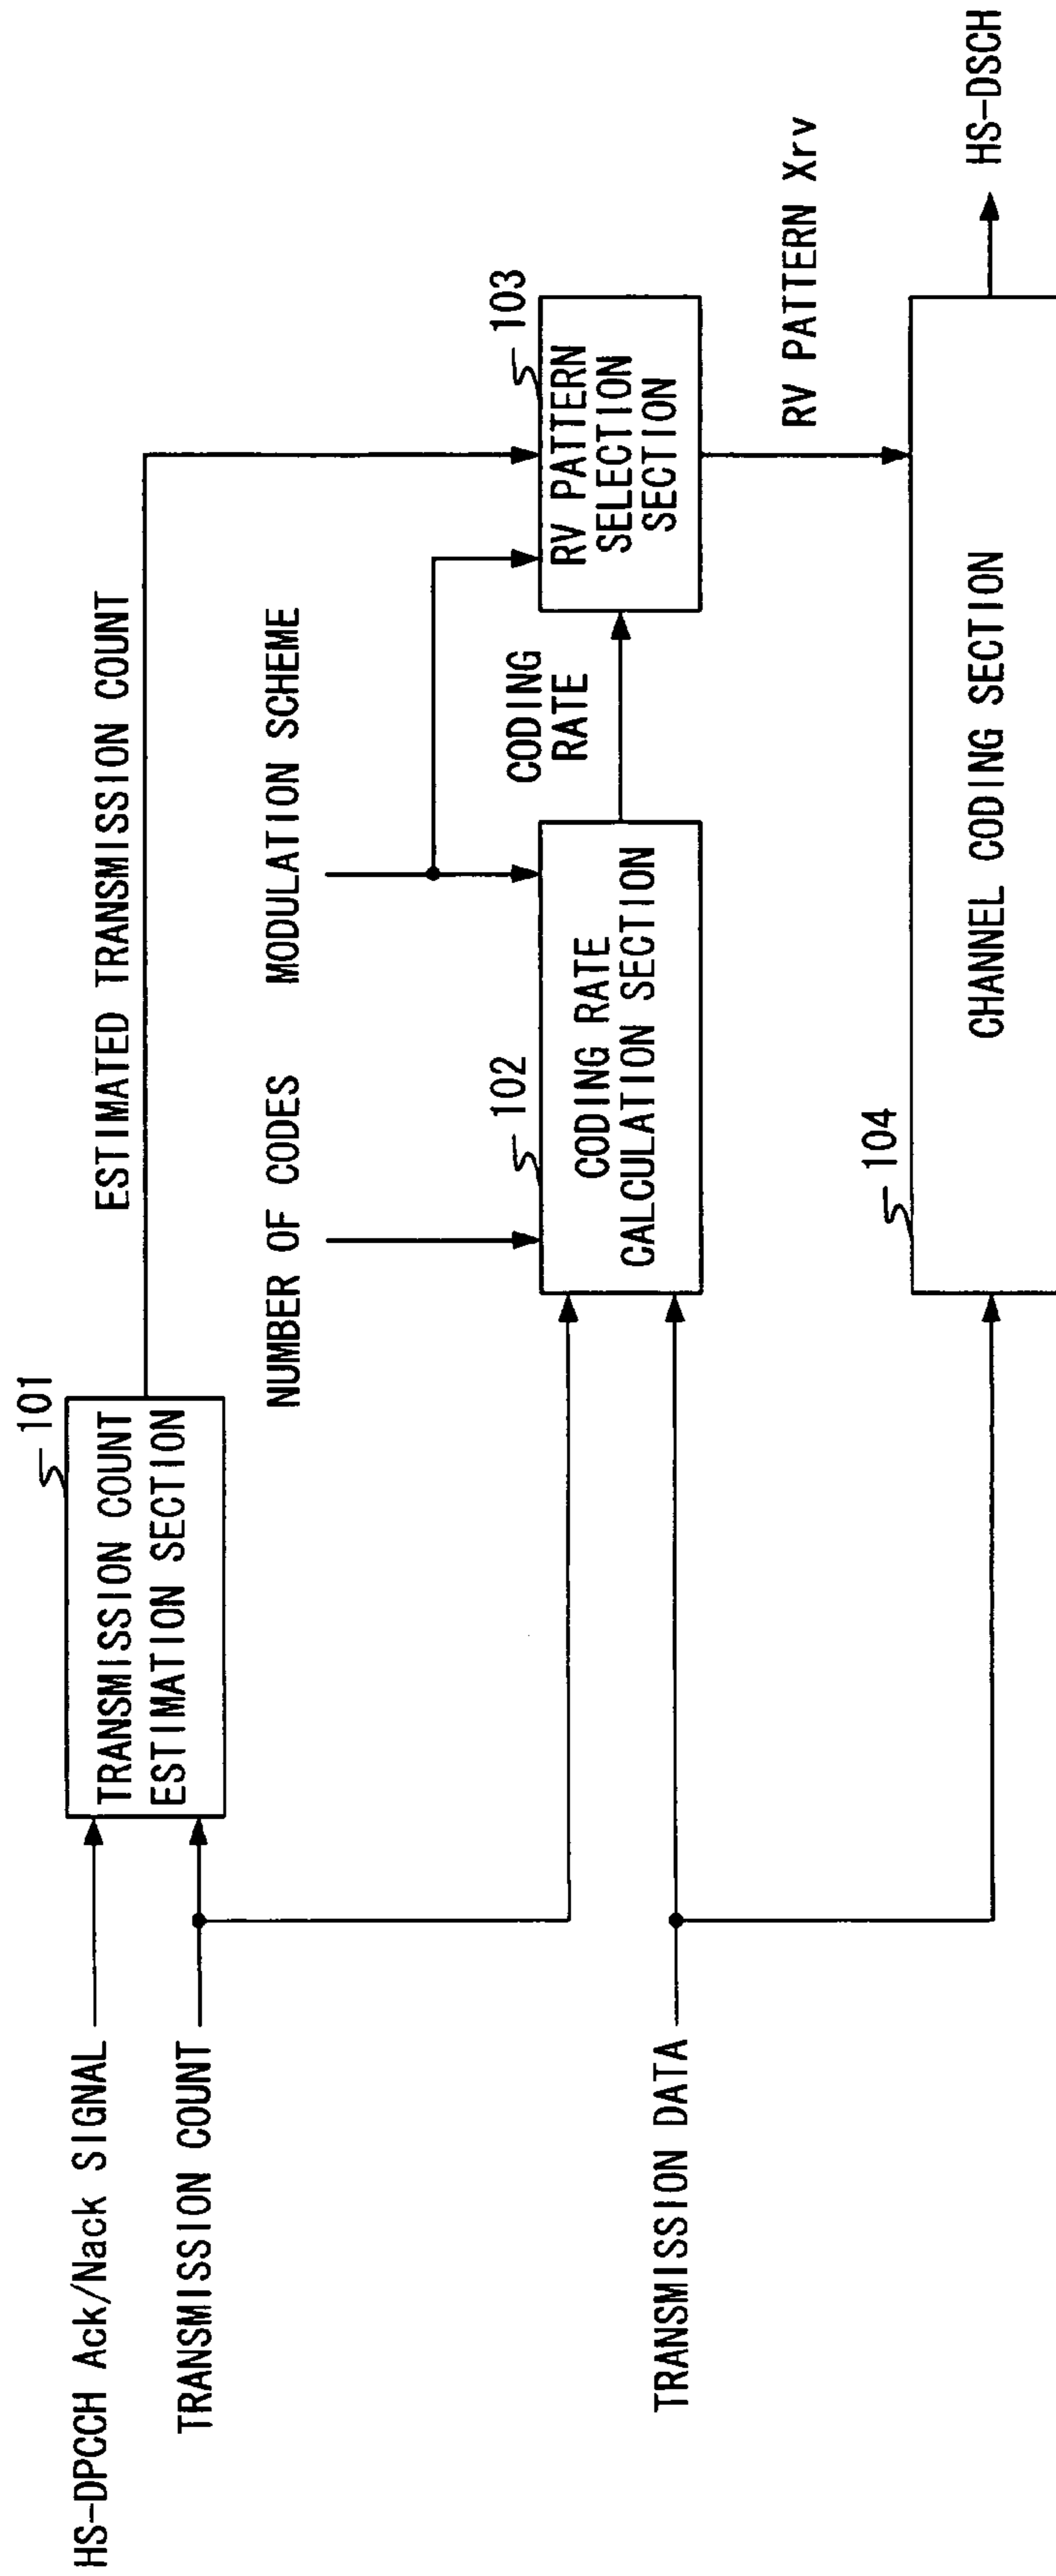 HS-DPCCH Ack/Nack SIGNAL
TRANSMISSION COUNT
101
TRANSMISSION COUNT
ESTIMATION SECTION
ESTIMATED TRANSMISSION COUNT
NUMBER OF CODES
MODULATION SCHEME
102
CODING RATE
CALCULATION SECTION
CODING
RATE
103
RV PATTERN
SELECTION
SECTION
TRANSMISSION DATA
RV PATTERN Xrv
104
CHANNEL CODING SECTION
HS-DSCH